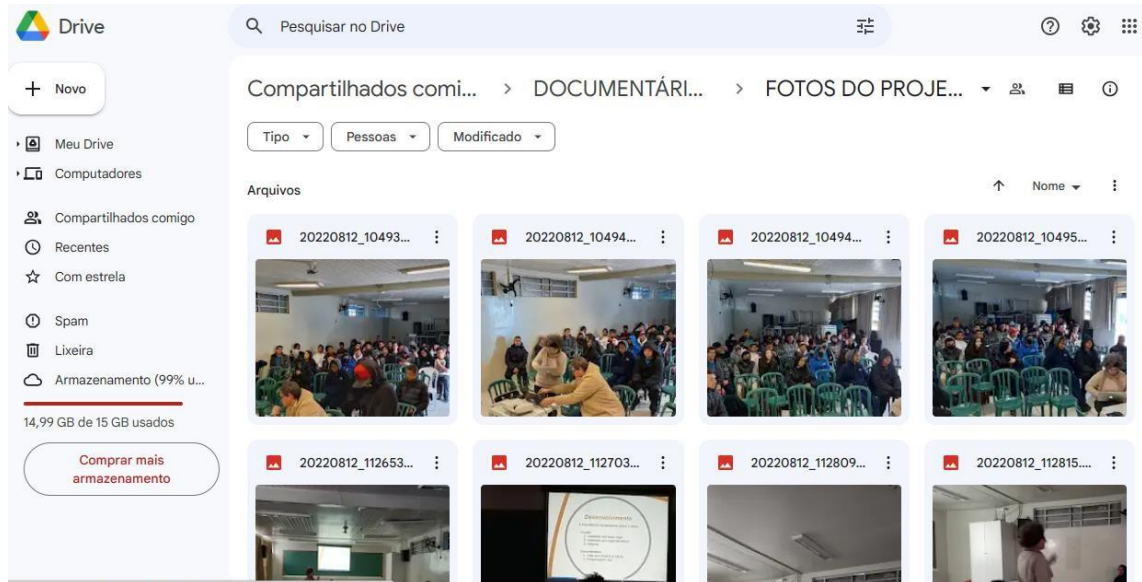 Drive
Pesquisar no Drive
Novo
Compartilhados comi... > DOCUMENTÁRI... > FOTOS DO PROJE...
Tipo Pessoas Modificado
Meu Drive
Computadores
Arquivos
Nome
Compartilhados comigo
20220812_10493... 20220812_10494... 20220812_10494... 20220812_10495...
Recentes
Com estrela
Spam
Lixeira
Armazenamento (99% u...
14,99 GB de 15 GB usados
Comprar mais
armazenamento
20220812_112653... 20220812_112703... 20220812_112809... 20220812_112815....
Desenvolvimento